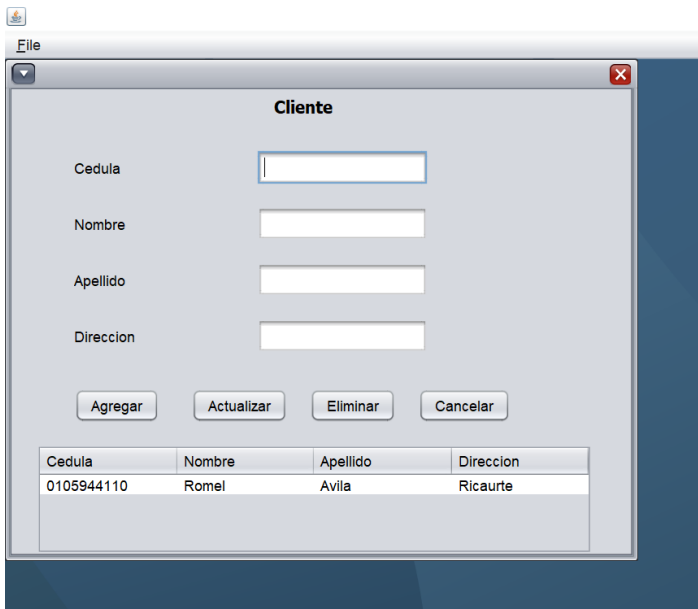 File
Cliente
Cedula
Nombre
Apellido
Direccion
Agregar Actualizar Eliminar Cancelar
Cedula Nombre Apellido Direccion
0105944110 Romel Avila Ricaurte